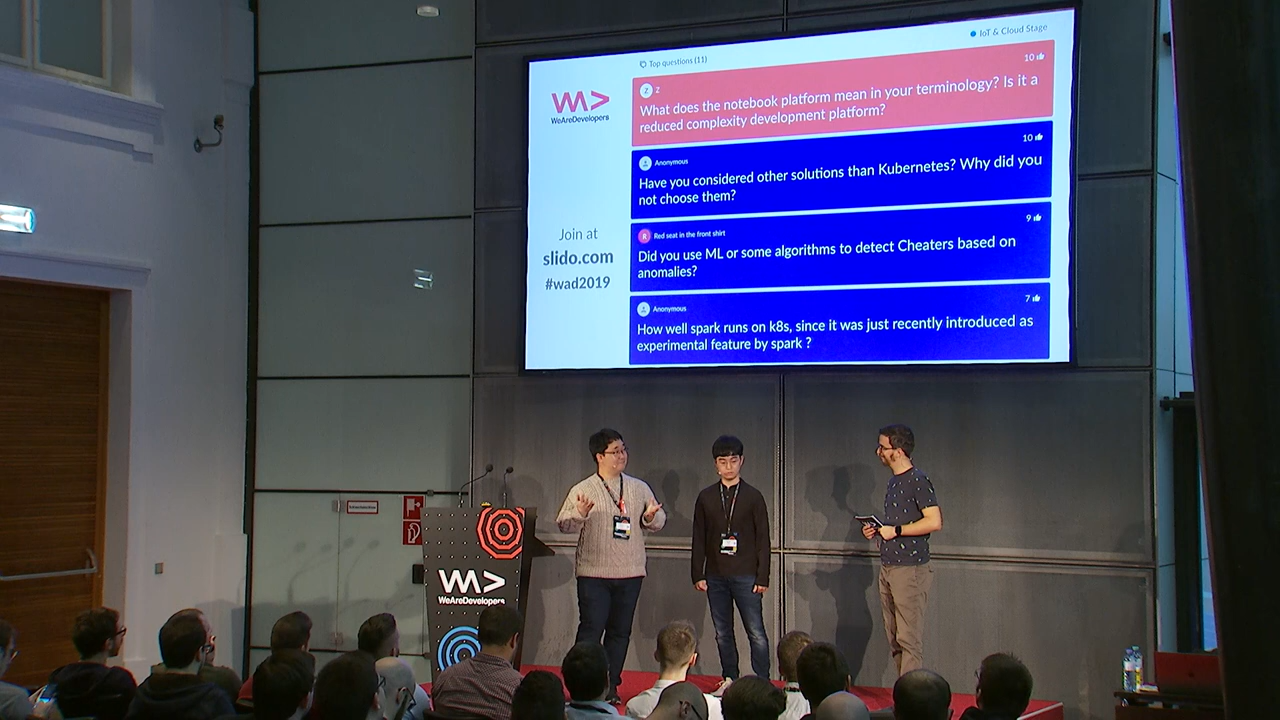 IoT & Cloud Stage
Top questions (11)
WeAreDevelopers
Join at
slido.com
#wad2019
Z
Z
10
What does the notebook platform mean in your terminology? Is it a
reduced complexity development platform?
Anonymous
10
Have you considered other solutions than Kubernetes? Why did you
not choose them?
R
Red seat in the front shirt
9
Did you use ML or some algorithms to detect Cheaters based on
anomalies?
Anonymous
7
How well spark runs on k8s, since it was just recently introduced as
experimental feature by spark ?
WeAreDevelopers